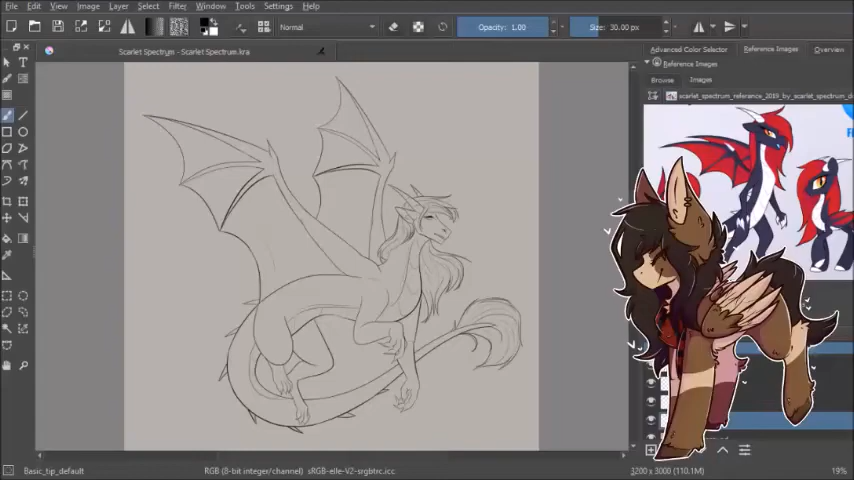 File Edit View Image Layer Select Filter Window Tools Settings Help
Normal Opacity: 1.00 Size: 30.00 px
Scarlet Spectrum - Scarlet Spectrum.kra
Advanced Color Selector Reference Images Overview
Reference Images
Browse Images
scarlet_spectrum_reference_2019_by_scarlet_spectrum_d
Basic_tip_default RGB (8-bit integer/channel) sRGB-elle-V2-srgbtrc.icc 3200 x 3000 (110.1M) 19%